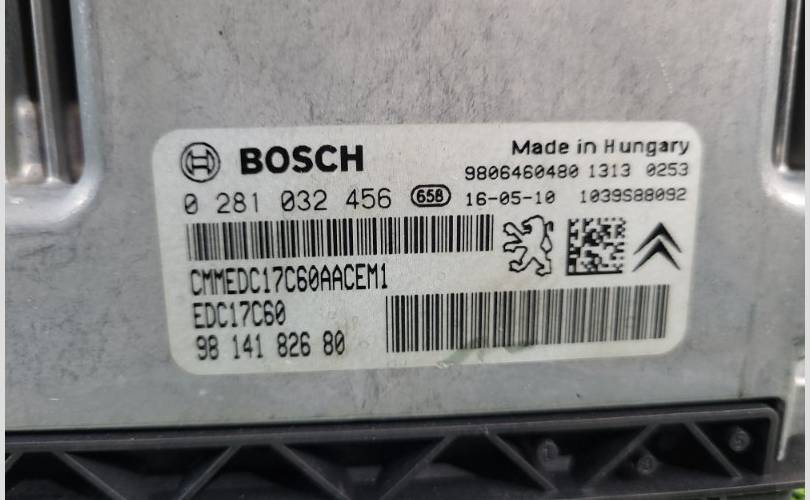 BOSCH
Made in Hungary
9806460480 1313 0253
0 281 032 456 658 16-05-10 1039S88092
CMMEDC17C60AACEM1
EDC17C60
98 141 826 80